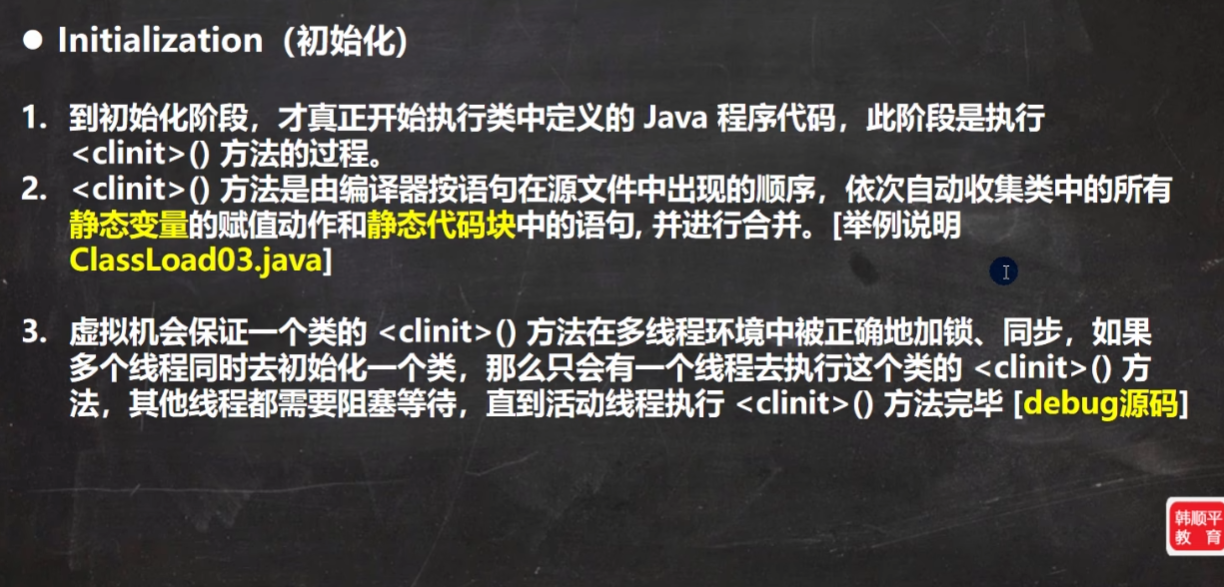 ● Initialization（初始化）
1. 到初始化阶段，才真正开始执行类中定义的 Java 程序代码，此阶段是执行
<clinit>() 方法的过程。
2. <clinit>() 方法是由编译器按语句在源文件中出现的顺序，依次自动收集类中的所有
静态变量的赋值动作和静态代码块中的语句, 并进行合并。[举例说明
ClassLoad03.java]
3. 虚拟机会保证一个类的 <clinit>() 方法在多线程环境中被正确地加锁、同步，如果
多个线程同时去初始化一个类，那么只会有一个线程去执行这个类的 <clinit>() 方
法，其他线程都需要阻塞等待，直到活动线程执行 <clinit>() 方法完毕 [debug源码]
韩顺平
教 育